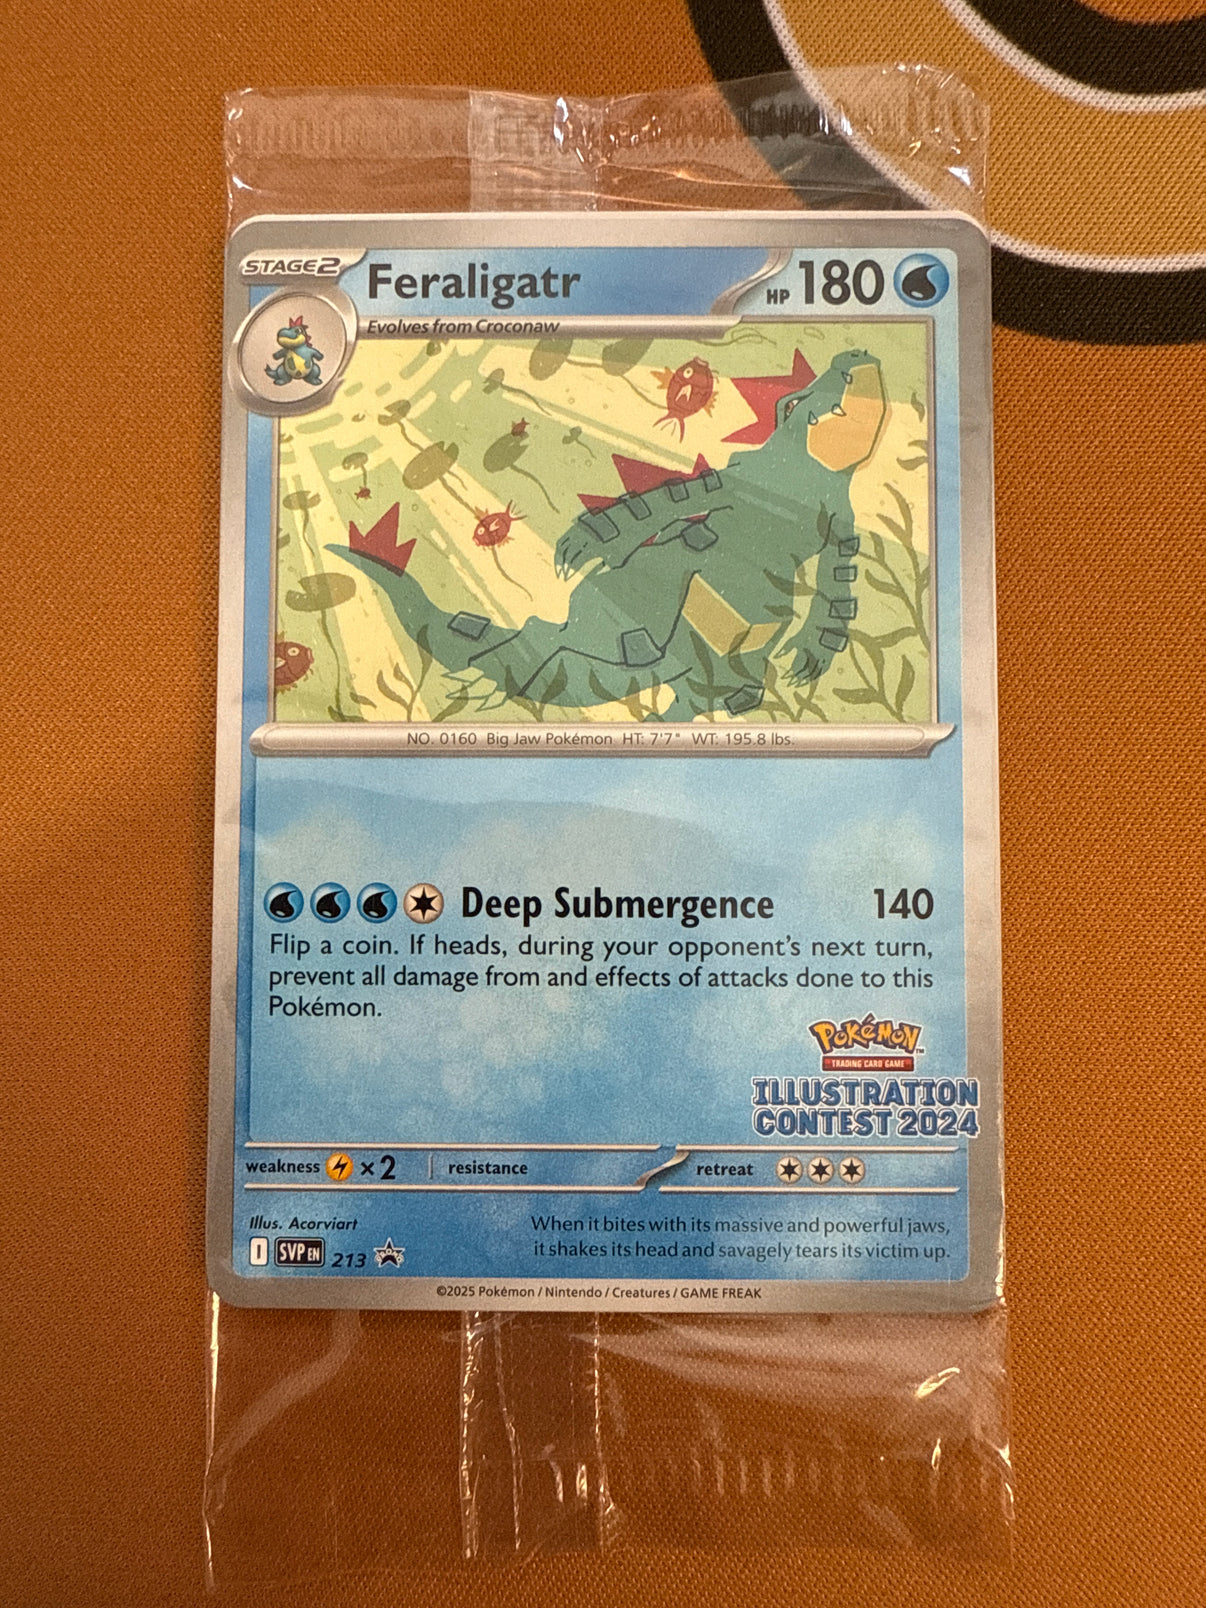 STAGE2
Feraligatr
HP 180
Evolves from Croconaw
NO. 0160 Big Jaw Pokémon HT: 7'7" WT: 195.8 lbs.
Deep Submergence 140
Flip a coin. If heads, during your opponent's next turn,
prevent all damage from and effects of attacks done to this
Pokémon.
POKéMON™
TRADING CARD GAME
ILLUSTRATION
CONTEST 2024
weakness ×2 resistance retreat
Illus. Acorviart
When it bites with its massive and powerful jaws,
it shakes its head and savagely tears its victim up.
I SVP EN 213 PROMO
©2025 Pokémon / Nintendo / Creatures / GAME FREAK